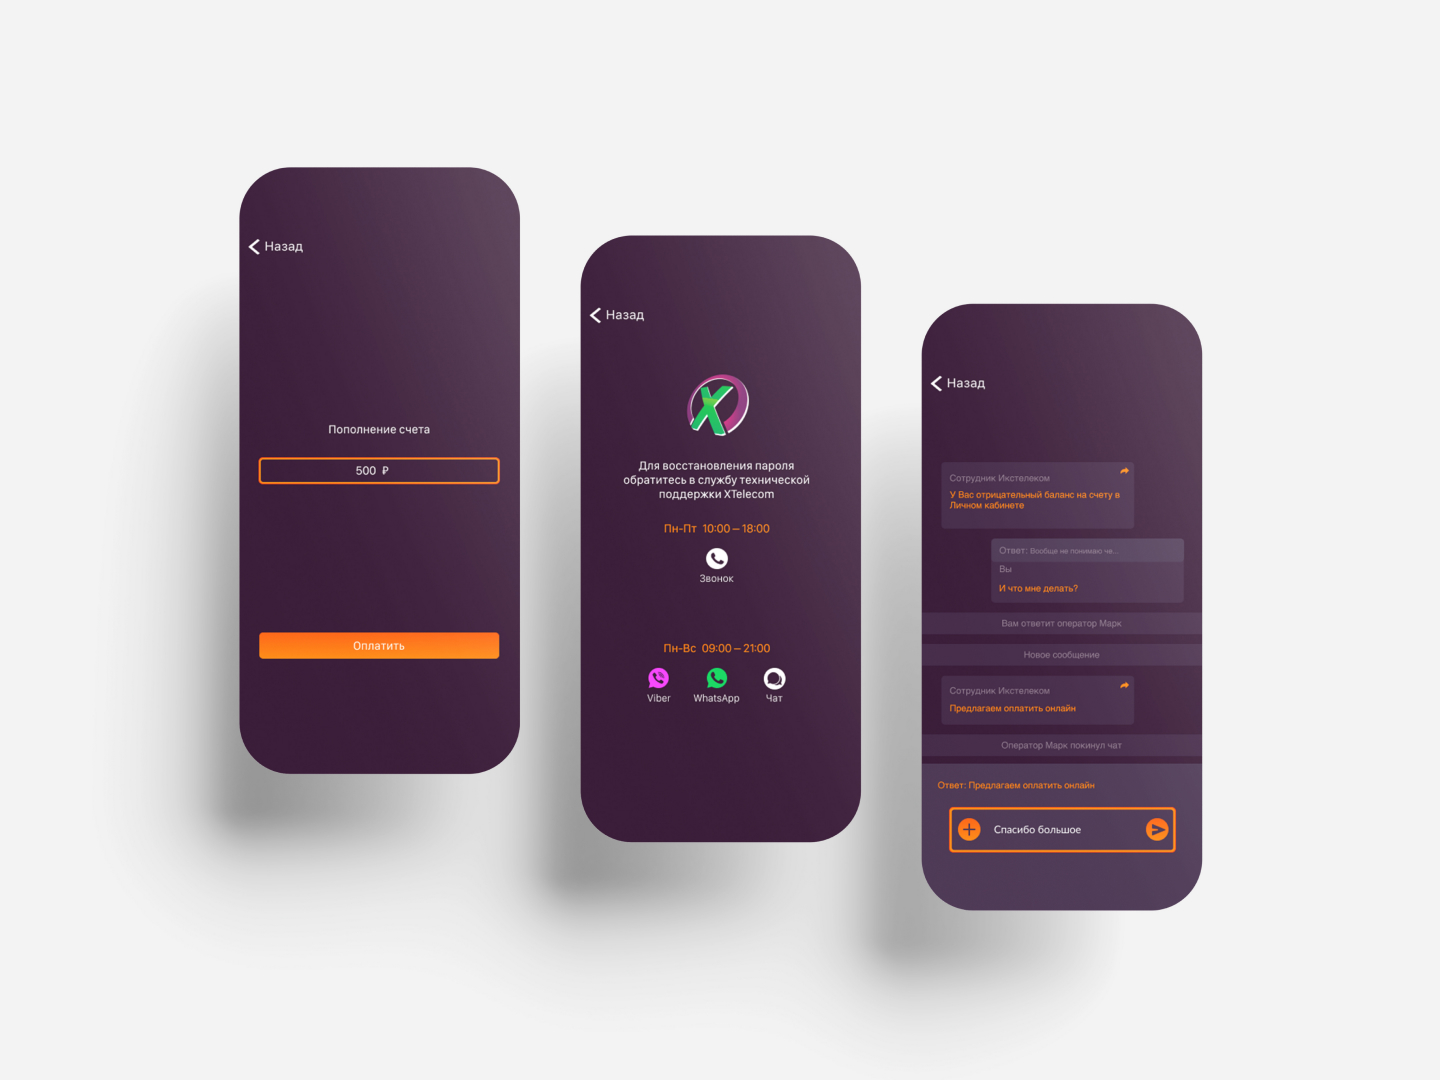 Назад
Пополнение счета
500 ₽
Оплатить
Назад
X
Для восстановления пароля
обратитесь в службу технической
поддержки XTelecom
Пн-Пт 10:00 – 18:00
Звонок
Пн-Вс 09:00 – 21:00
Viber
WhatsApp
Чат
Назад
Сотрудник Икстелеком
У Вас отрицательный баланс на счету в
Личном кабинете
Ответ: Вообще не понимаю че...
Вы
И что мне делать?
Вам ответит оператор Марк
Новое сообщение
Сотрудник Икстелеком
Предлагаем оплатить онлайн
Оператор Марк покинул чат
Ответ: Предлагаем оплатить онлайн
Спасибо большое